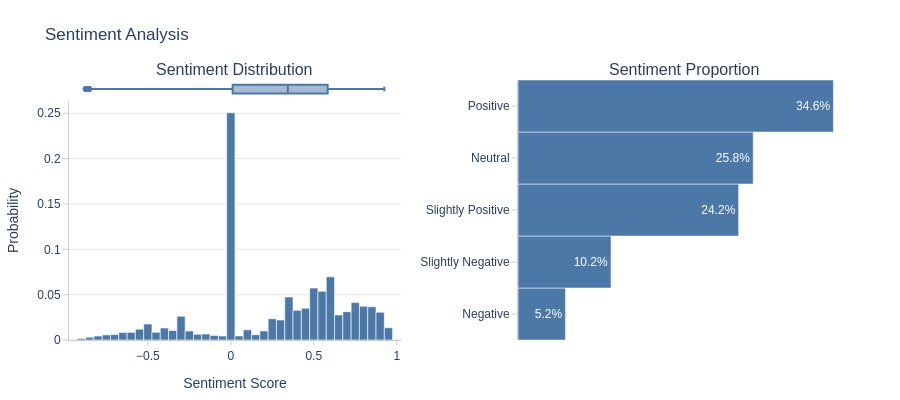 Sentiment Analysis
Sentiment Distribution
0.25
0.2
0.15
0.1
0.05
0
Probability
−0.5
0
0.5
1
Sentiment Score
Sentiment Proportion
Positive
34.6%
Neutral
25.8%
Slightly Positive
24.2%
Slightly Negative
10.2%
Negative
5.2%